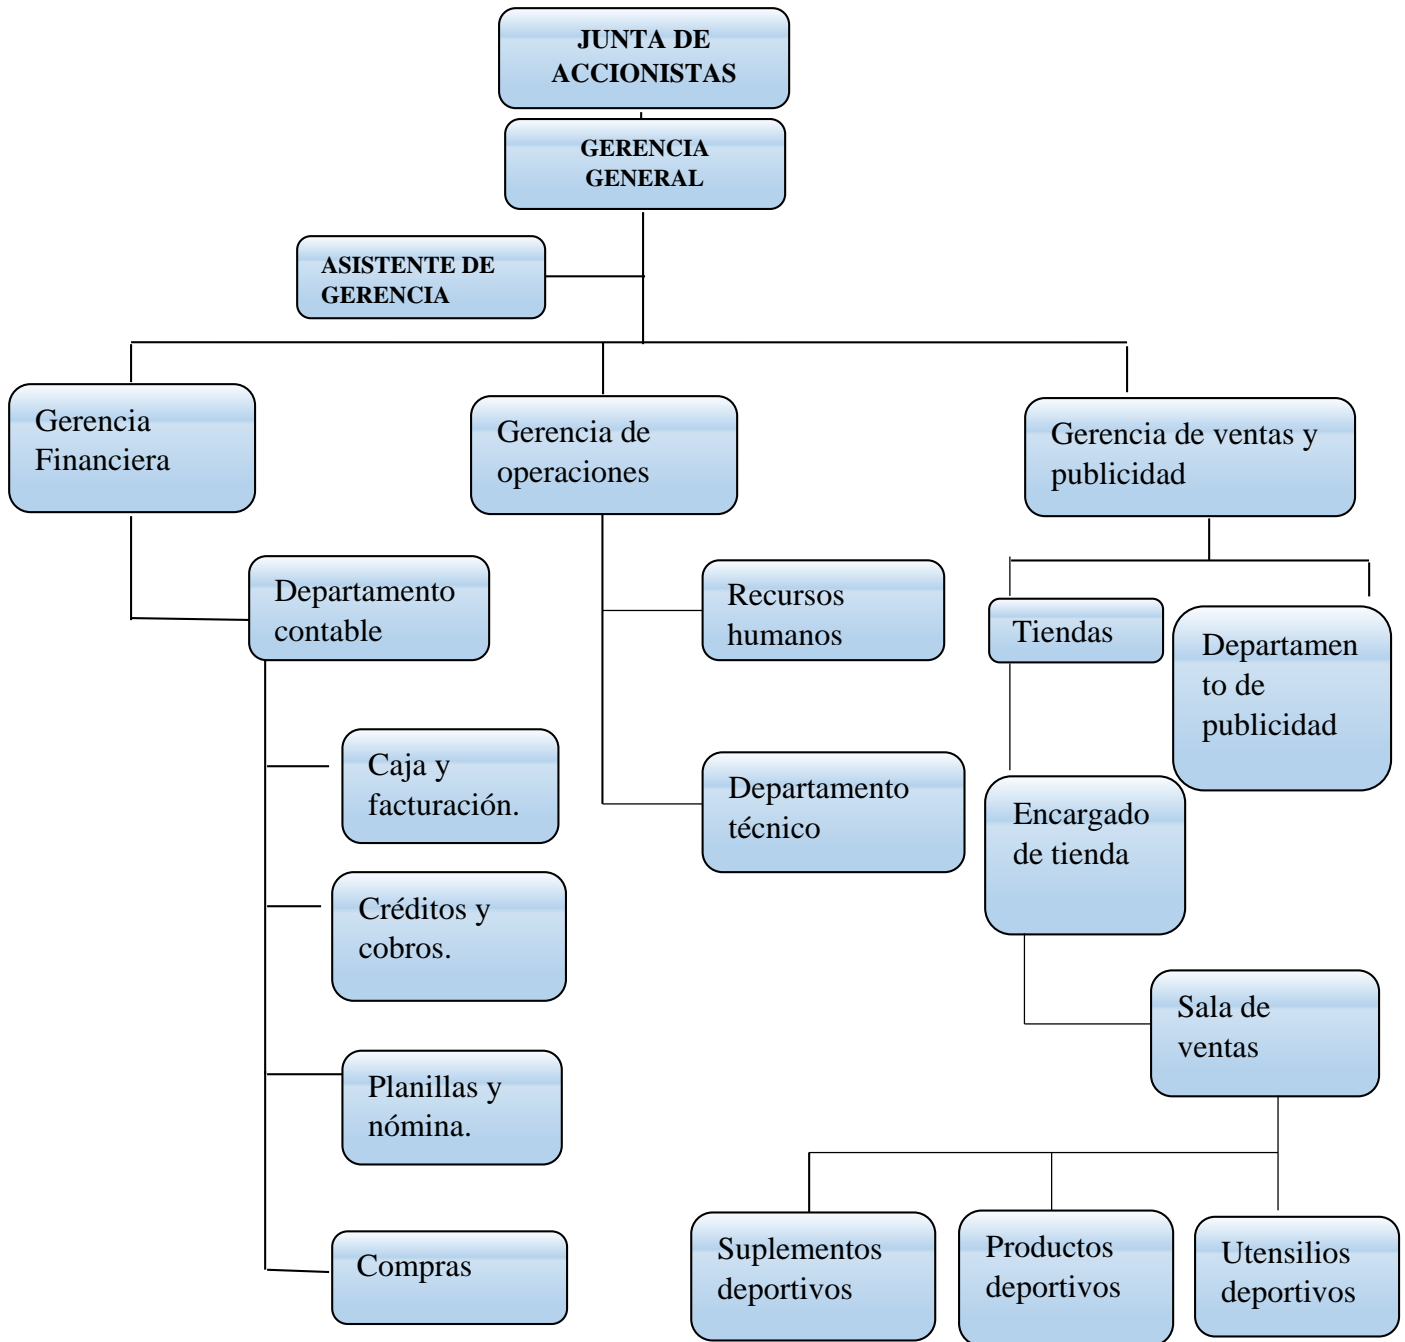 JUNTA DE
ACCIONISTAS
GERENCIA
GENERAL
ASISTENTE DE
GERENCIA
Gerencia
Financiera
Gerencia de
operaciones
Gerencia de ventas y
publicidad
Departamento
contable
Recursos
humanos
Tiendas
Departamen
to de
publicidad
Caja y
facturación.
Departamento
técnico
Encargado
de tienda
Créditos y
cobros.
Sala de
ventas
Planillas y
nómina.
Compras
Suplementos
deportivos
Productos
deportivos
Utensilios
deportivos